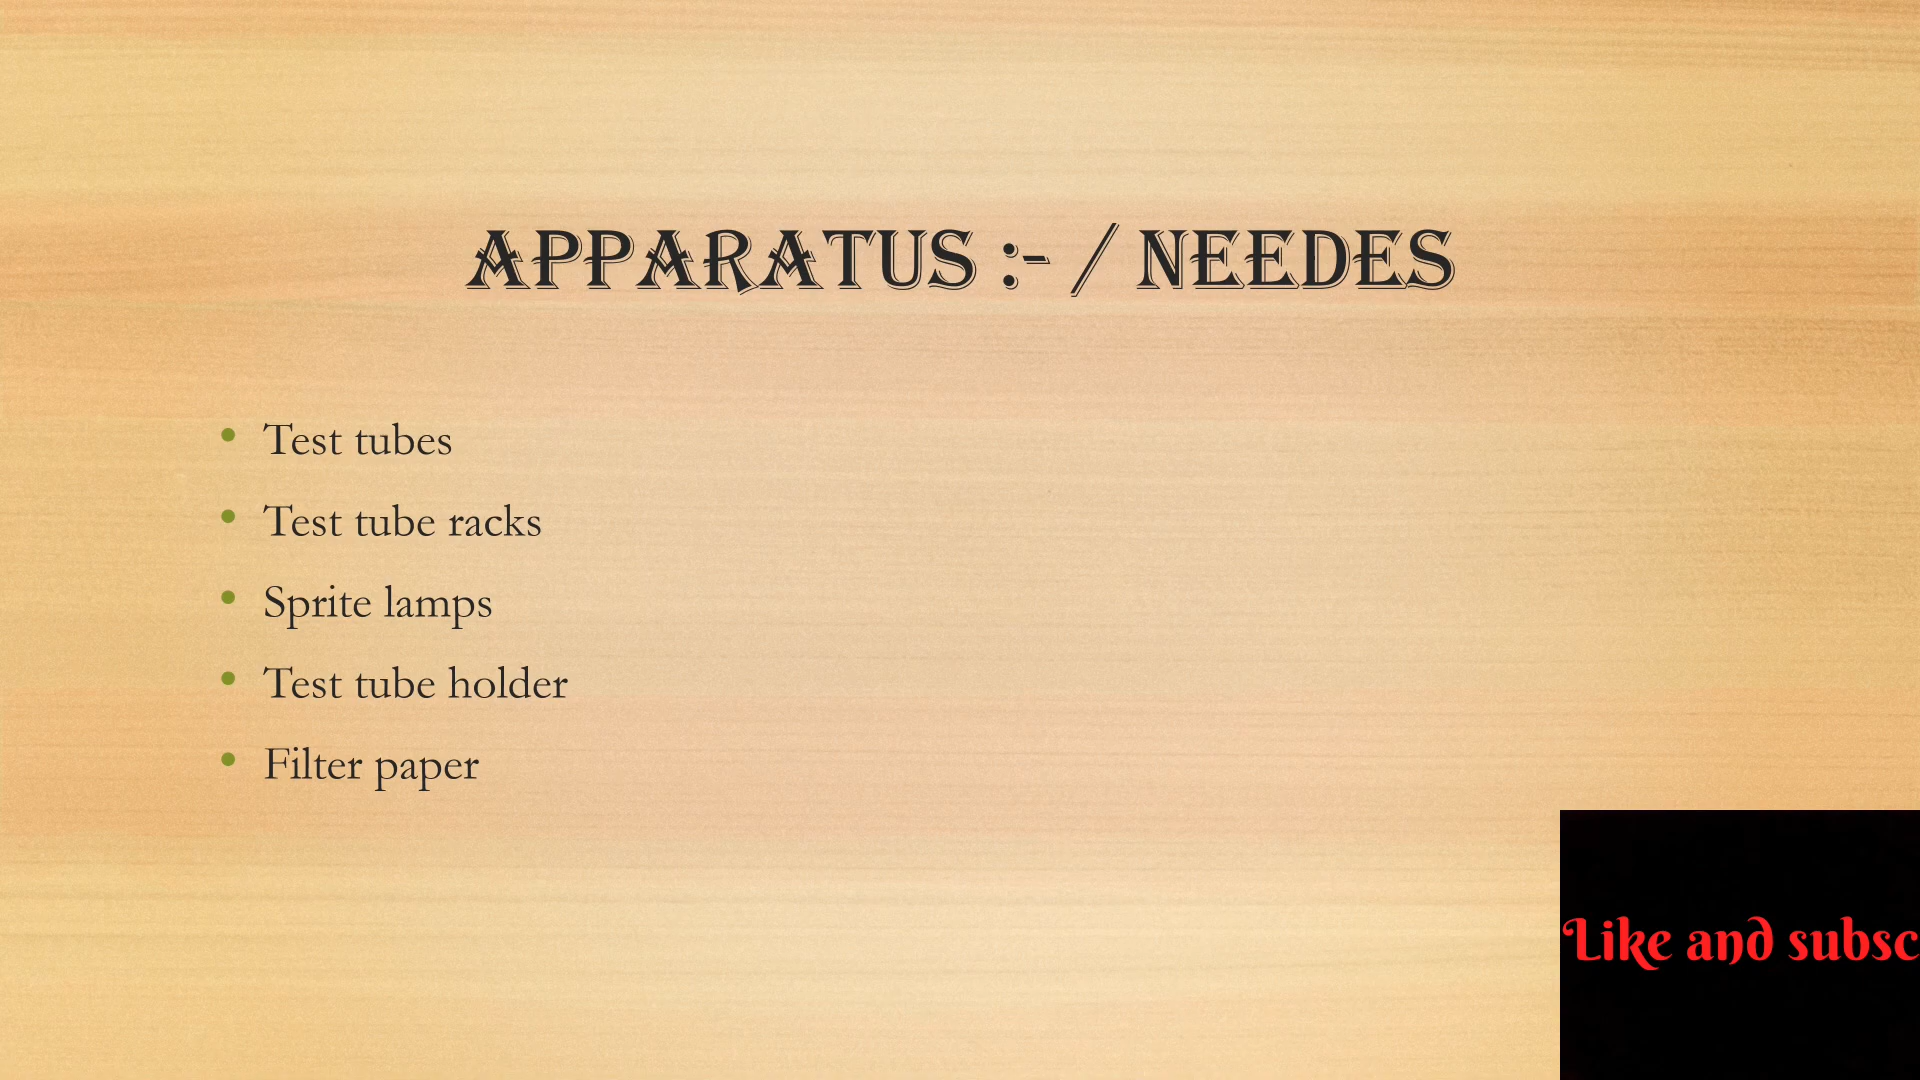 APPARATUS :- / NEEDES
• Test tubes
• Test tube racks
• Sprite lamps
• Test tube holder
• Filter paper
Like and subsc